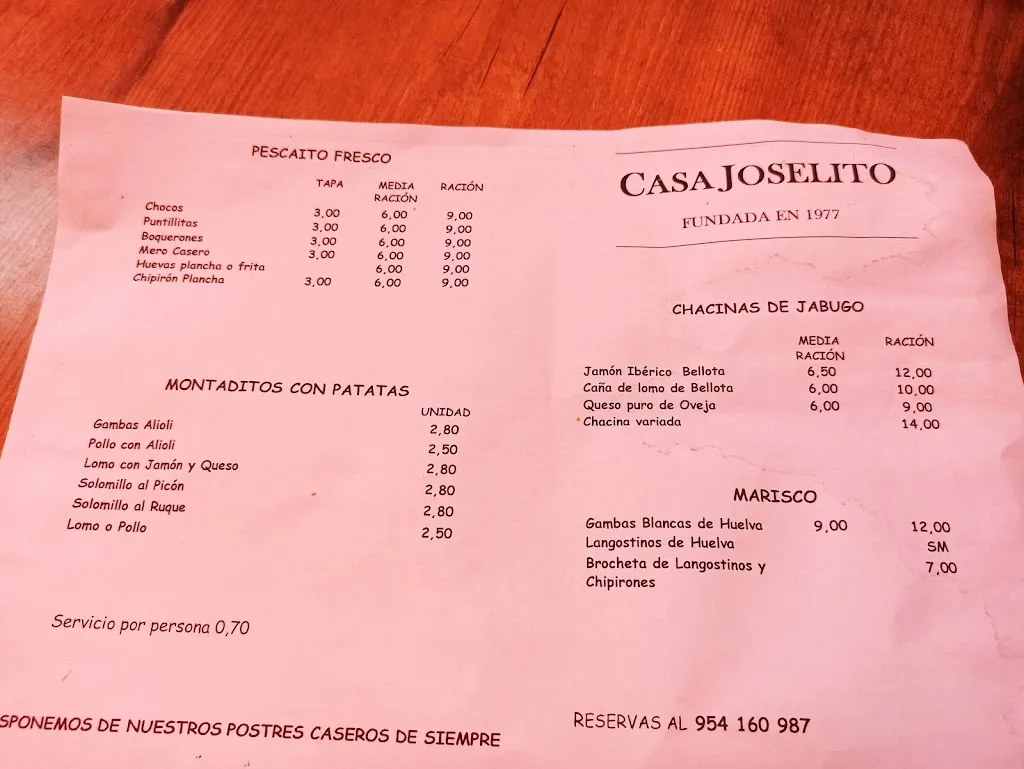 PESCAITO FRESCO
TAPA MEDIA RACIÓN RACIÓN
Chocos 3,00 6,00 9,00
Puntillitas 3,00 6,00 9,00
Boquerones 3,00 6,00 9,00
Mero Casero 3,00 6,00 9,00
Huevas plancha o frita 6,00 9,00
Chipirón Plancha 3,00 6,00 9,00
MONTADITOS CON PATATAS
UNIDAD
Gambas Alioli 2,80
Pollo con Alioli 2,50
Lomo con Jamón y Queso 2,80
Solomillo al Picón 2,80
Solomillo al Ruque 2,80
Lomo o Pollo 2,50
Servicio por persona 0,70
SPONEMOS DE NUESTROS POSTRES CASEROS DE SIEMPRE
CASA JOSELITO
FUNDADA EN 1977
CHACINAS DE JABUGO
MEDIA RACIÓN RACIÓN
Jamón Ibérico Bellota 6,50 12,00
Caña de lomo de Bellota 6,00 10,00
Queso puro de Oveja 6,00 9,00
Chacina variada 14,00
MARISCO
Gambas Blancas de Huelva 9,00 12,00
Langostinos de Huelva SM
Brocheta de Langostinos y 7,00
Chipirones
RESERVAS AL 954 160 987